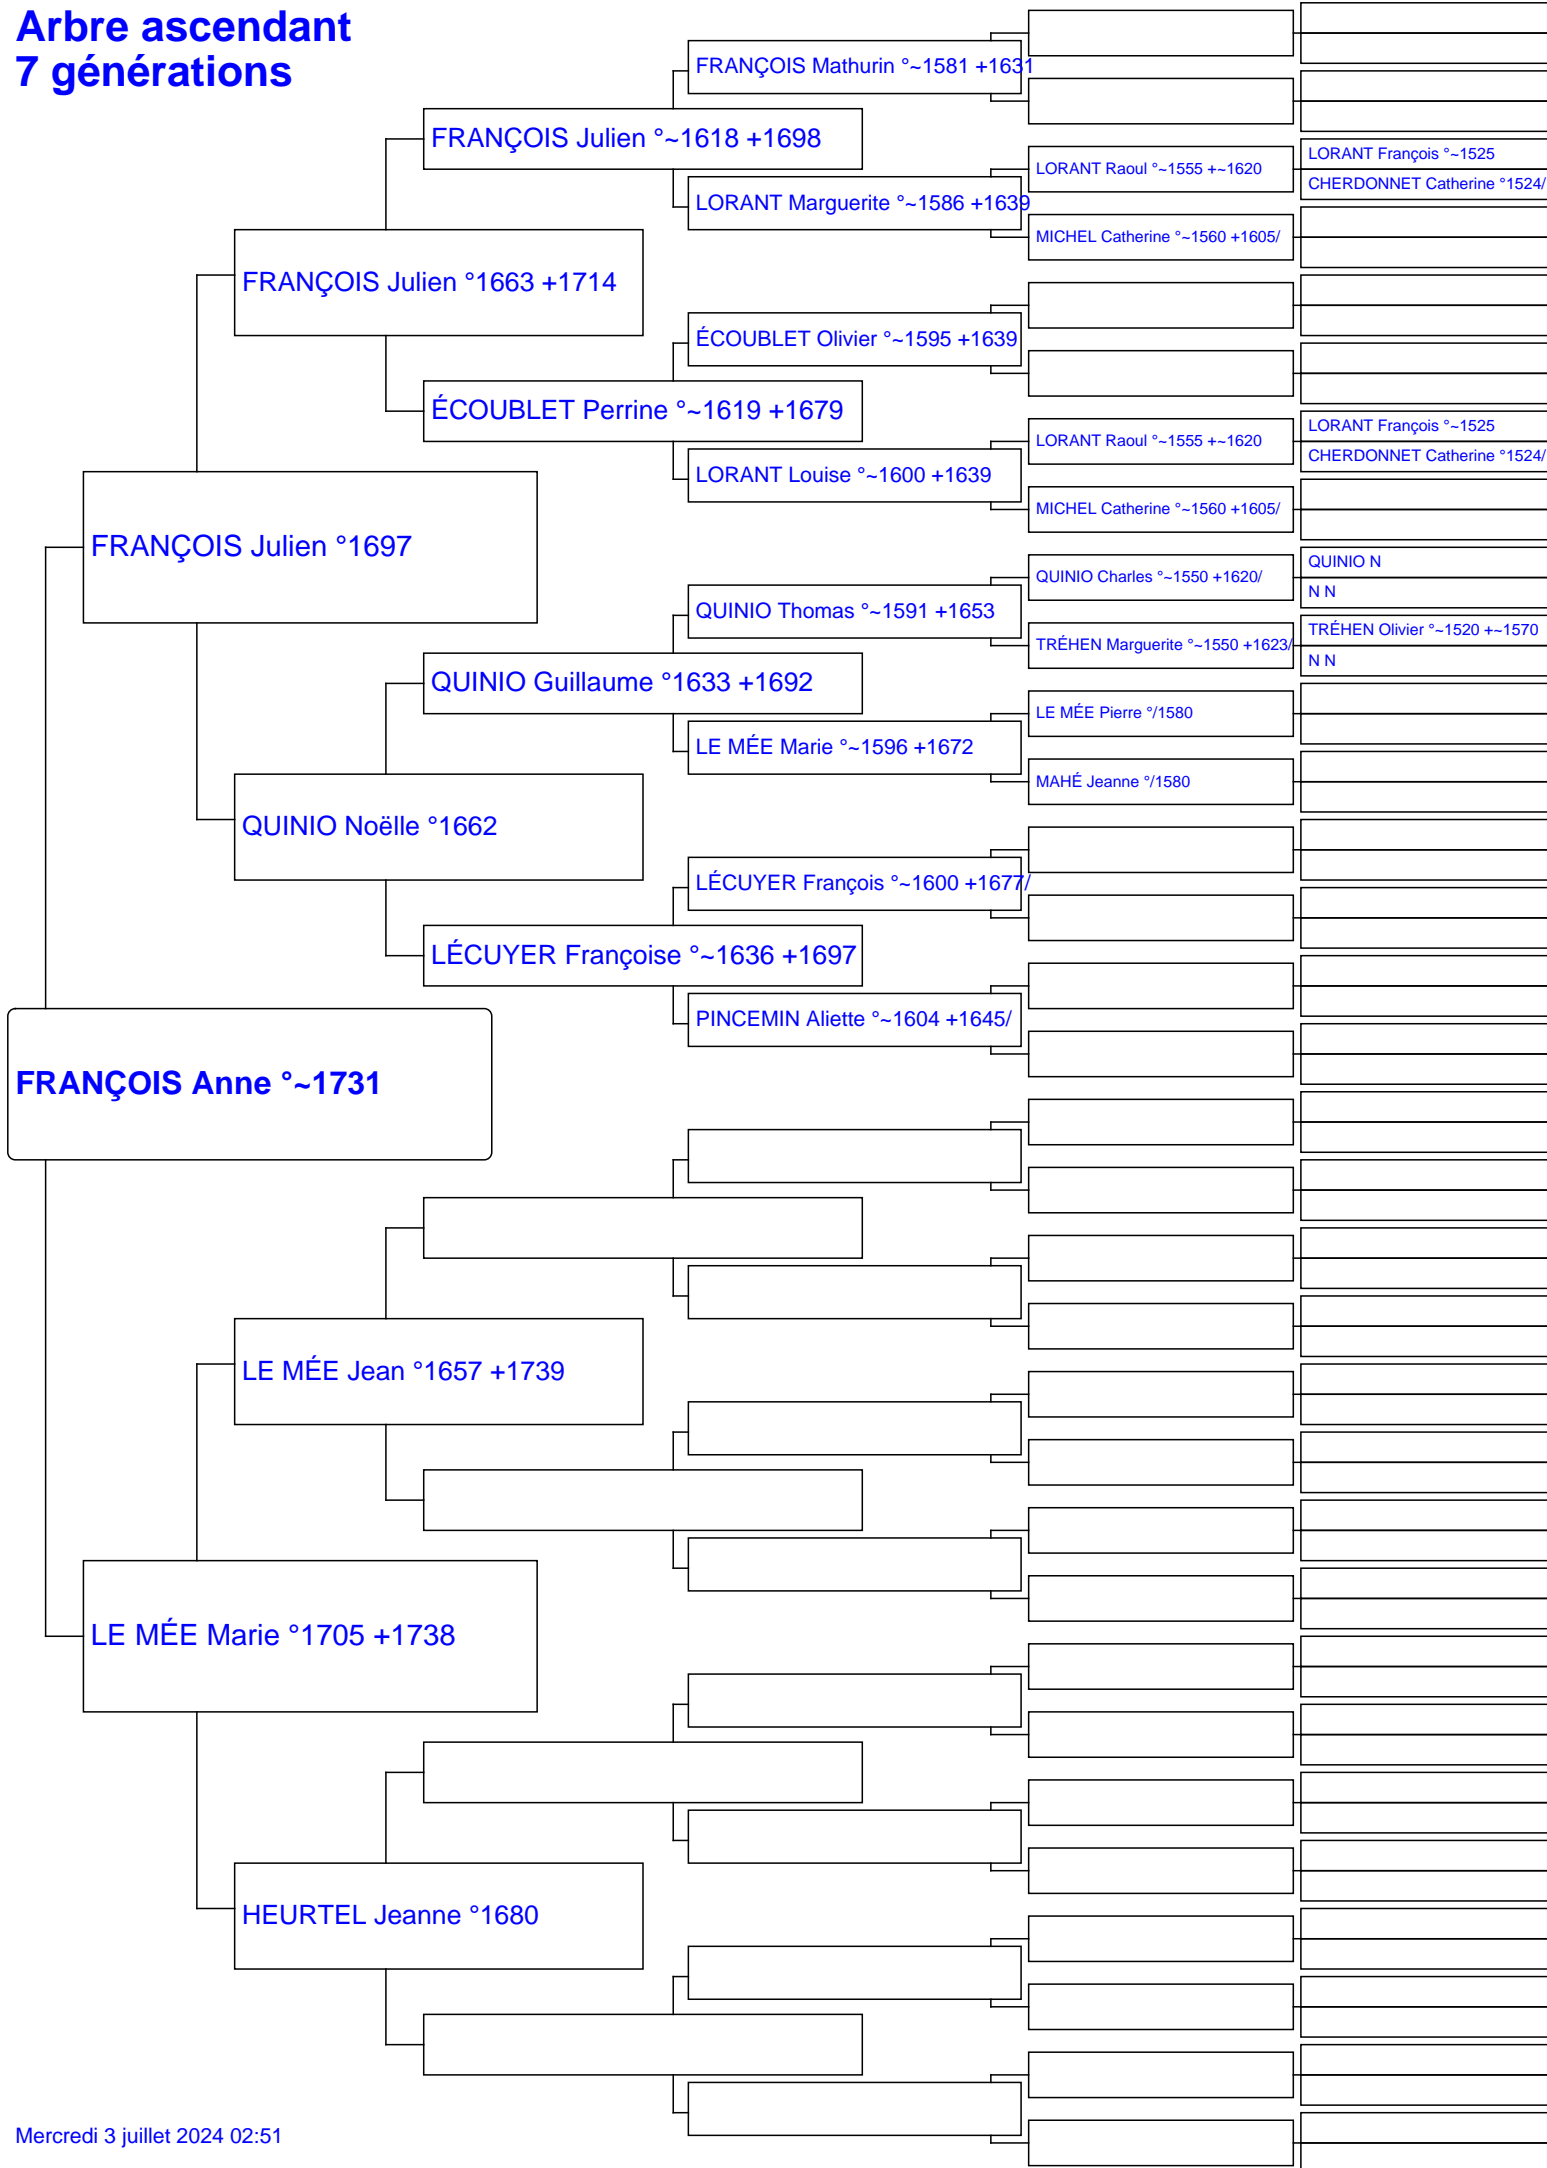 Arbre ascendant
7 générations
FRANÇOIS Mathurin °~1581 +1631
FRANÇOIS Julien °~1618 +1698
LORANT Raoul °~1555 +~1620
LORANT François °~1525
CHERDONNET Catherine °1524/
LORANT Marguerite °~1586 +1639
MICHEL Catherine °~1560 +1605/
FRANÇOIS Julien °1663 +1714
ÉCOUBLET Olivier °~1595 +1639
ÉCOUBLET Perrine °~1619 +1679
LORANT Raoul °~1555 +~1620
LORANT François °~1525
CHERDONNET Catherine °1524/
LORANT Louise °~1600 +1639
MICHEL Catherine °~1560 +1605/
FRANÇOIS Julien °1697
QUINIO Charles °~1550 +1620/
QUINIO N
N N
QUINIO Thomas °~1591 +1653
TRÉHEN Marguerite °~1550 +1623/
TRÉHEN Olivier °~1520 +~1570
N N
QUINIO Guillaume °1633 +1692
LE MÉE Pierre °/1580
LE MÉE Marie °~1596 +1672
MAHÉ Jeanne °/1580
QUINIO Noëlle °1662
LÉCUYER François °~1600 +1677/
LÉCUYER Françoise °~1636 +1697
PINCEMIN Aliette °~1604 +1645/
FRANÇOIS Anne °~1731
LE MÉE Jean °1657 +1739
LE MÉE Marie °1705 +1738
HEURTEL Jeanne °1680
Mercredi 3 juillet 2024 02:51